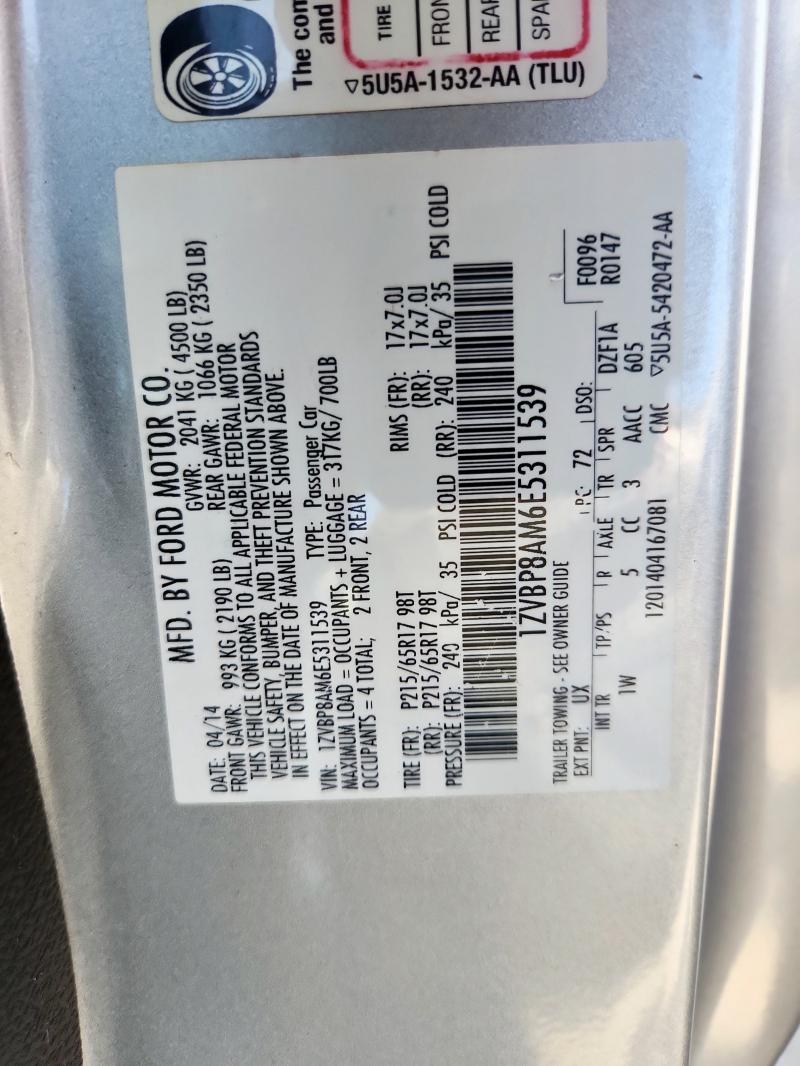 The com
and
TIRE
FRON
REAR
SPAR
▽5U5A-1532-AA (TLU)
MFD. BY FORD MOTOR CO.
DATE: 04/14 GVWR: 2041 KG ( 4500 LB)
FRONT GAWR: 993 KG ( 2190 LB) REAR GAWR: 1066 KG ( 2350 LB)
THIS VEHICLE CONFORMS TO ALL APPLICABLE FEDERAL MOTOR
VEHICLE SAFETY, BUMPER, AND THEFT PREVENTION STANDARDS
IN EFFECT ON THE DATE OF MANUFACTURE SHOWN ABOVE.
VIN: 1ZVBP8AM6E5311539 TYPE: Passenger Car
MAXIMUM LOAD = OCCUPANTS + LUGGAGE = 317KG/ 700LB
OCCUPANTS = 4 TOTAL; 2 FRONT, 2 REAR
TIRE (FR): P215/65R17 98T RIMS (FR): 17x7.0J
(RR): P215/65R17 98T (RR): 17x7.0J
PRESSURE (FR): 240 kPa/ 35 PSI COLD (RR): 240 kPa/ 35 PSI COLD
1ZVBP8AM6E5311539
TRAILER TOWING - SEE OWNER GUIDE
EXT PNT: UX PC: 72 DSO: F0096
INT TR TP/PS R AXLE TR SPR DZF1A R0147
1W 5 CC 3 AACC 605
1201404167081 CMC ▽5U5A-5420472-AA